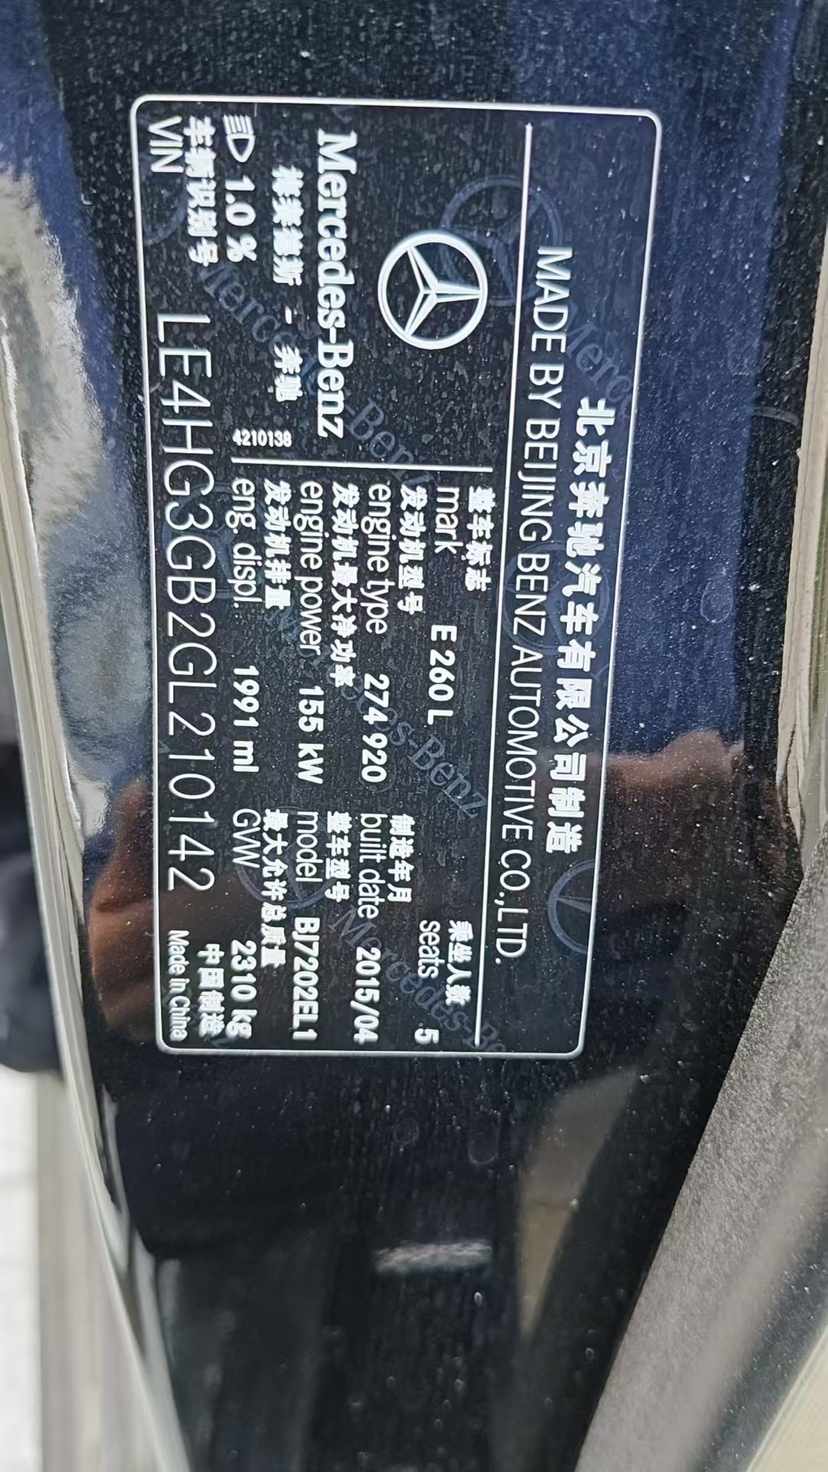 北京奔驰汽车有限公司制造
MADE BY BEIJING BENZ AUTOMOTIVE CO.,LTD.
Mercedes-Benz
梅赛德斯 - 奔驰
4210138
整车标志
mark E 260 L
乘坐人数
seats 5
发动机型号
engine type 274 920
制造年月
built date 2015/04
发动机最大净功率
engine power 155 kW
整车型号
model BJ7202EL1
发动机排量
eng. displ. 1991 ml
最大允许总质量
GVW 2310 kg
1.0 %
车辆识别号
VIN LE4HG3GB2GL210142
中国制造
Made in China